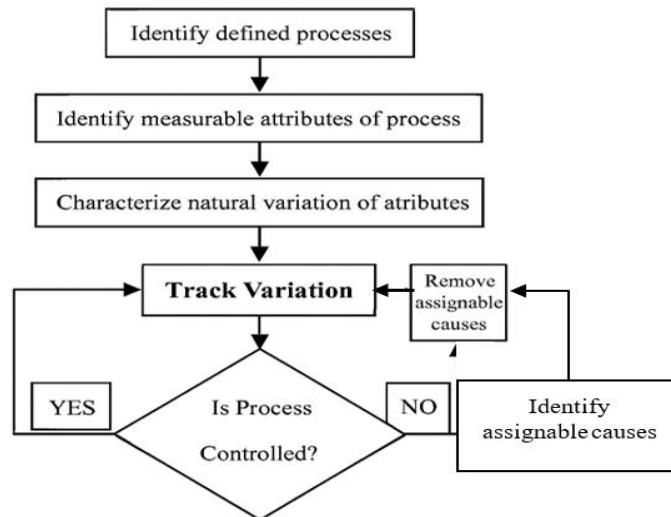 Identify defined processes
Identify measurable attributes of process
Characterize natural variation of atributes
Track Variation
Remove
assignable
causes
YES
Is Process
Controlled?
NO
Identify
assignable causes